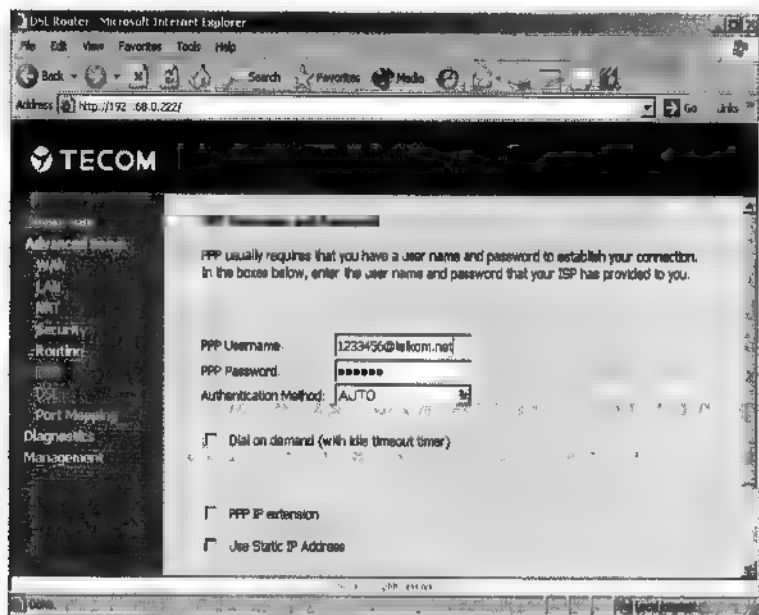 DSL Router - Microsoft Internet Explorer
File Edit View Favorites Tools Help
Back Search Favorites Media
Address http://192 .68.0.222/ Go Links
TECOM
Advanced
WAN
LAN
NAT
Security
Routing
DSL
Port Mapping
Diagnostics
Management
PPP usually requires that you have a user name and password to establish your connection.
In the boxes below, enter the user name and password that your ISP has provided to you.
PPP Username: 1233456@telkom.net
PPP Password: ●●●●●●
Authentication Method: AUTO
Dial on demand (with idle timeout timer)
PPP IP extension
Use Static IP Address
Done